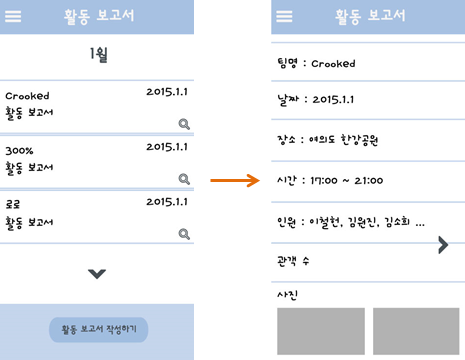 활동 보고서
1월
Crooked
2015.1.1
활동 보고서
300%
2015.1.1
활동 보고서
로로
2015.1.1
활동 보고서
활동 보고서 작성하기
활동 보고서
팀명 : Crooked
날짜 : 2015.1.1
장소 : 여의도 한강공원
시간 : 17:00 ~ 21:00
인원 : 이철헌, 김원진, 김소희 ...
관객 수
사진